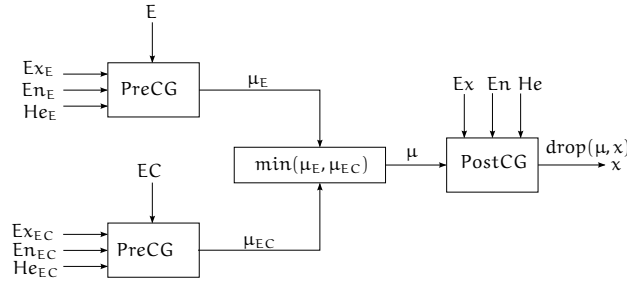 E
Ex_E
En_E
He_E
PreCG
μ_E
Ex En He
min(μ_E, μ_EC)
μ
PostCG
drop(μ, x)
x
EC
Ex_EC
En_EC
He_EC
PreCG
μ_EC